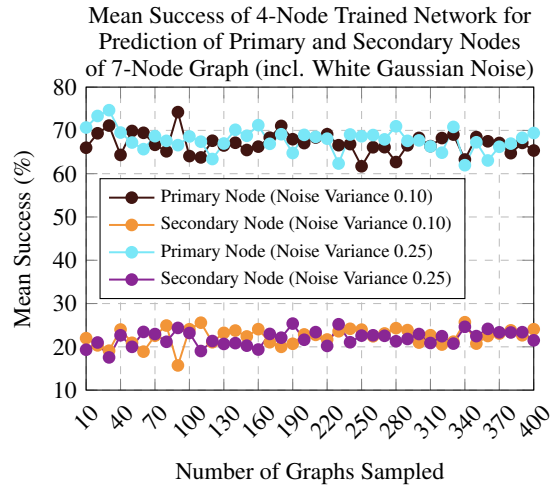 Mean Success of 4-Node Trained Network for
Prediction of Primary and Secondary Nodes
of 7-Node Graph (incl. White Gaussian Noise)
Mean Success (%)
80
70
60
50
40
30
20
10
Primary Node (Noise Variance 0.10)
Secondary Node (Noise Variance 0.10)
Primary Node (Noise Variance 0.25)
Secondary Node (Noise Variance 0.25)
10 40 70 100 130 160 190 220 250 280 310 340 370 400
Number of Graphs Sampled